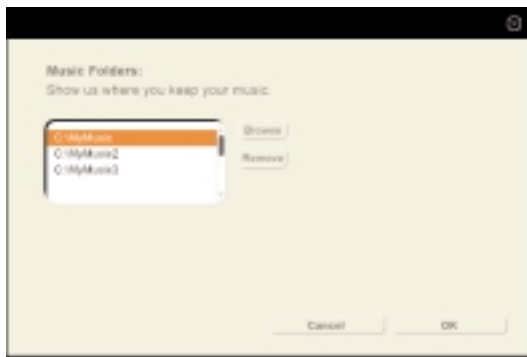 Music Folders:
Show us where you keep your music.
C:\MyMusic
C:\MyMusic2
C:\MyMusic3
Browse
Remove
Cancel
OK